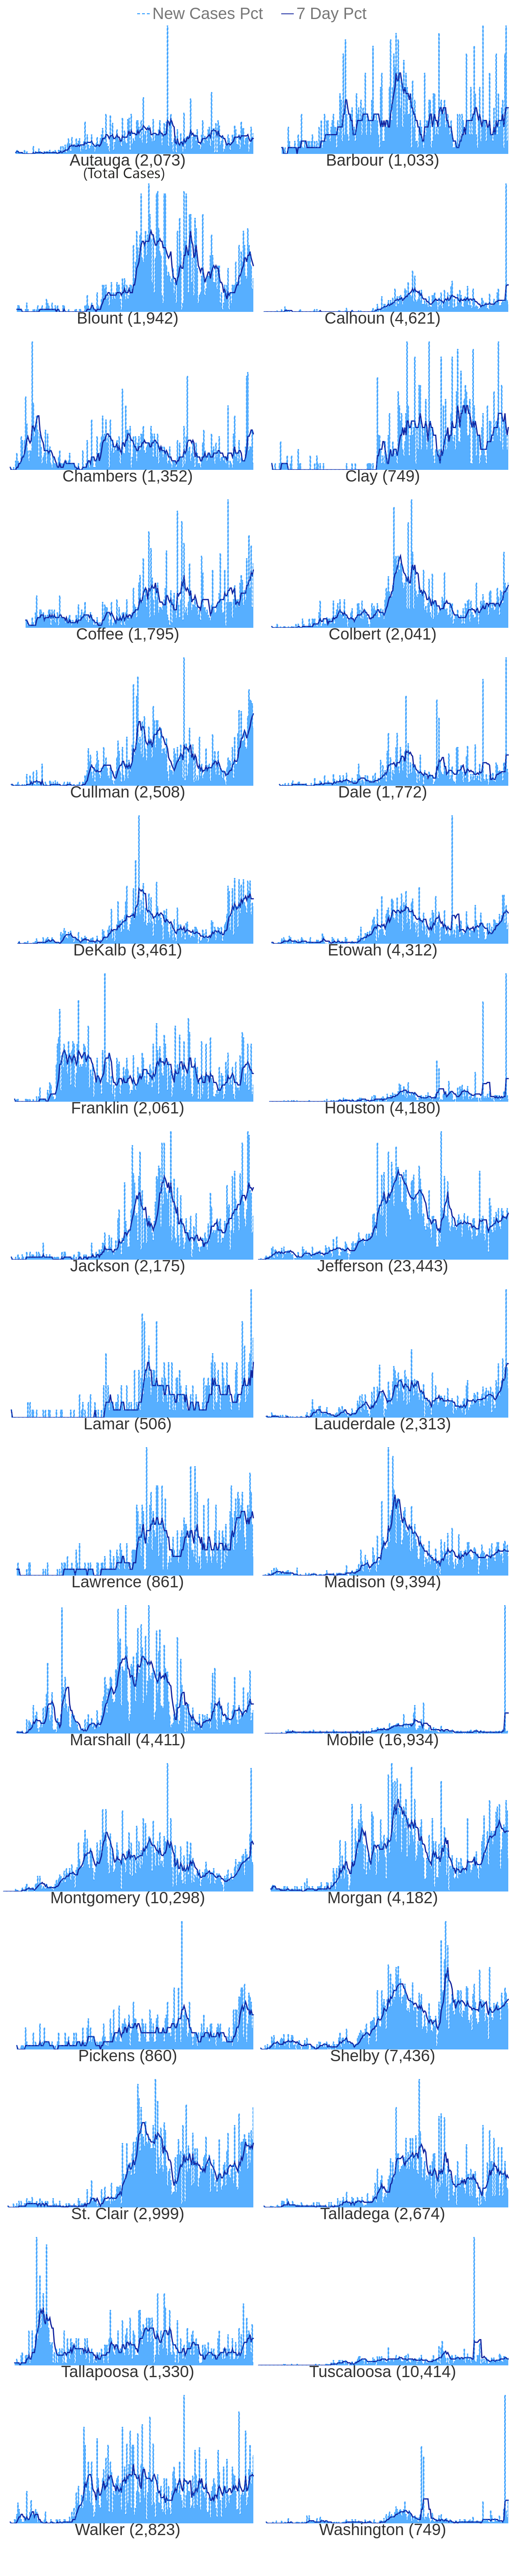 New Cases Pct 7 Day Pct
Autauga (2,073) Barbour (1,033)
(Total Cases)
Blount (1,942) Calhoun (4,621)
Chambers (1,352) Clay (749)
Coffee (1,795) Colbert (2,041)
Cullman (2,508) Dale (1,772)
DeKalb (3,461) Etowah (4,312)
Franklin (2,061) Houston (4,180)
Jackson (2,175) Jefferson (23,443)
Lamar (506) Lauderdale (2,313)
Lawrence (861) Madison (9,394)
Marshall (4,411) Mobile (16,934)
Montgomery (10,298) Morgan (4,182)
Pickens (860) Shelby (7,436)
St. Clair (2,999) Talladega (2,674)
Tallapoosa (1,330) Tuscaloosa (10,414)
Walker (2,823) Washington (749)